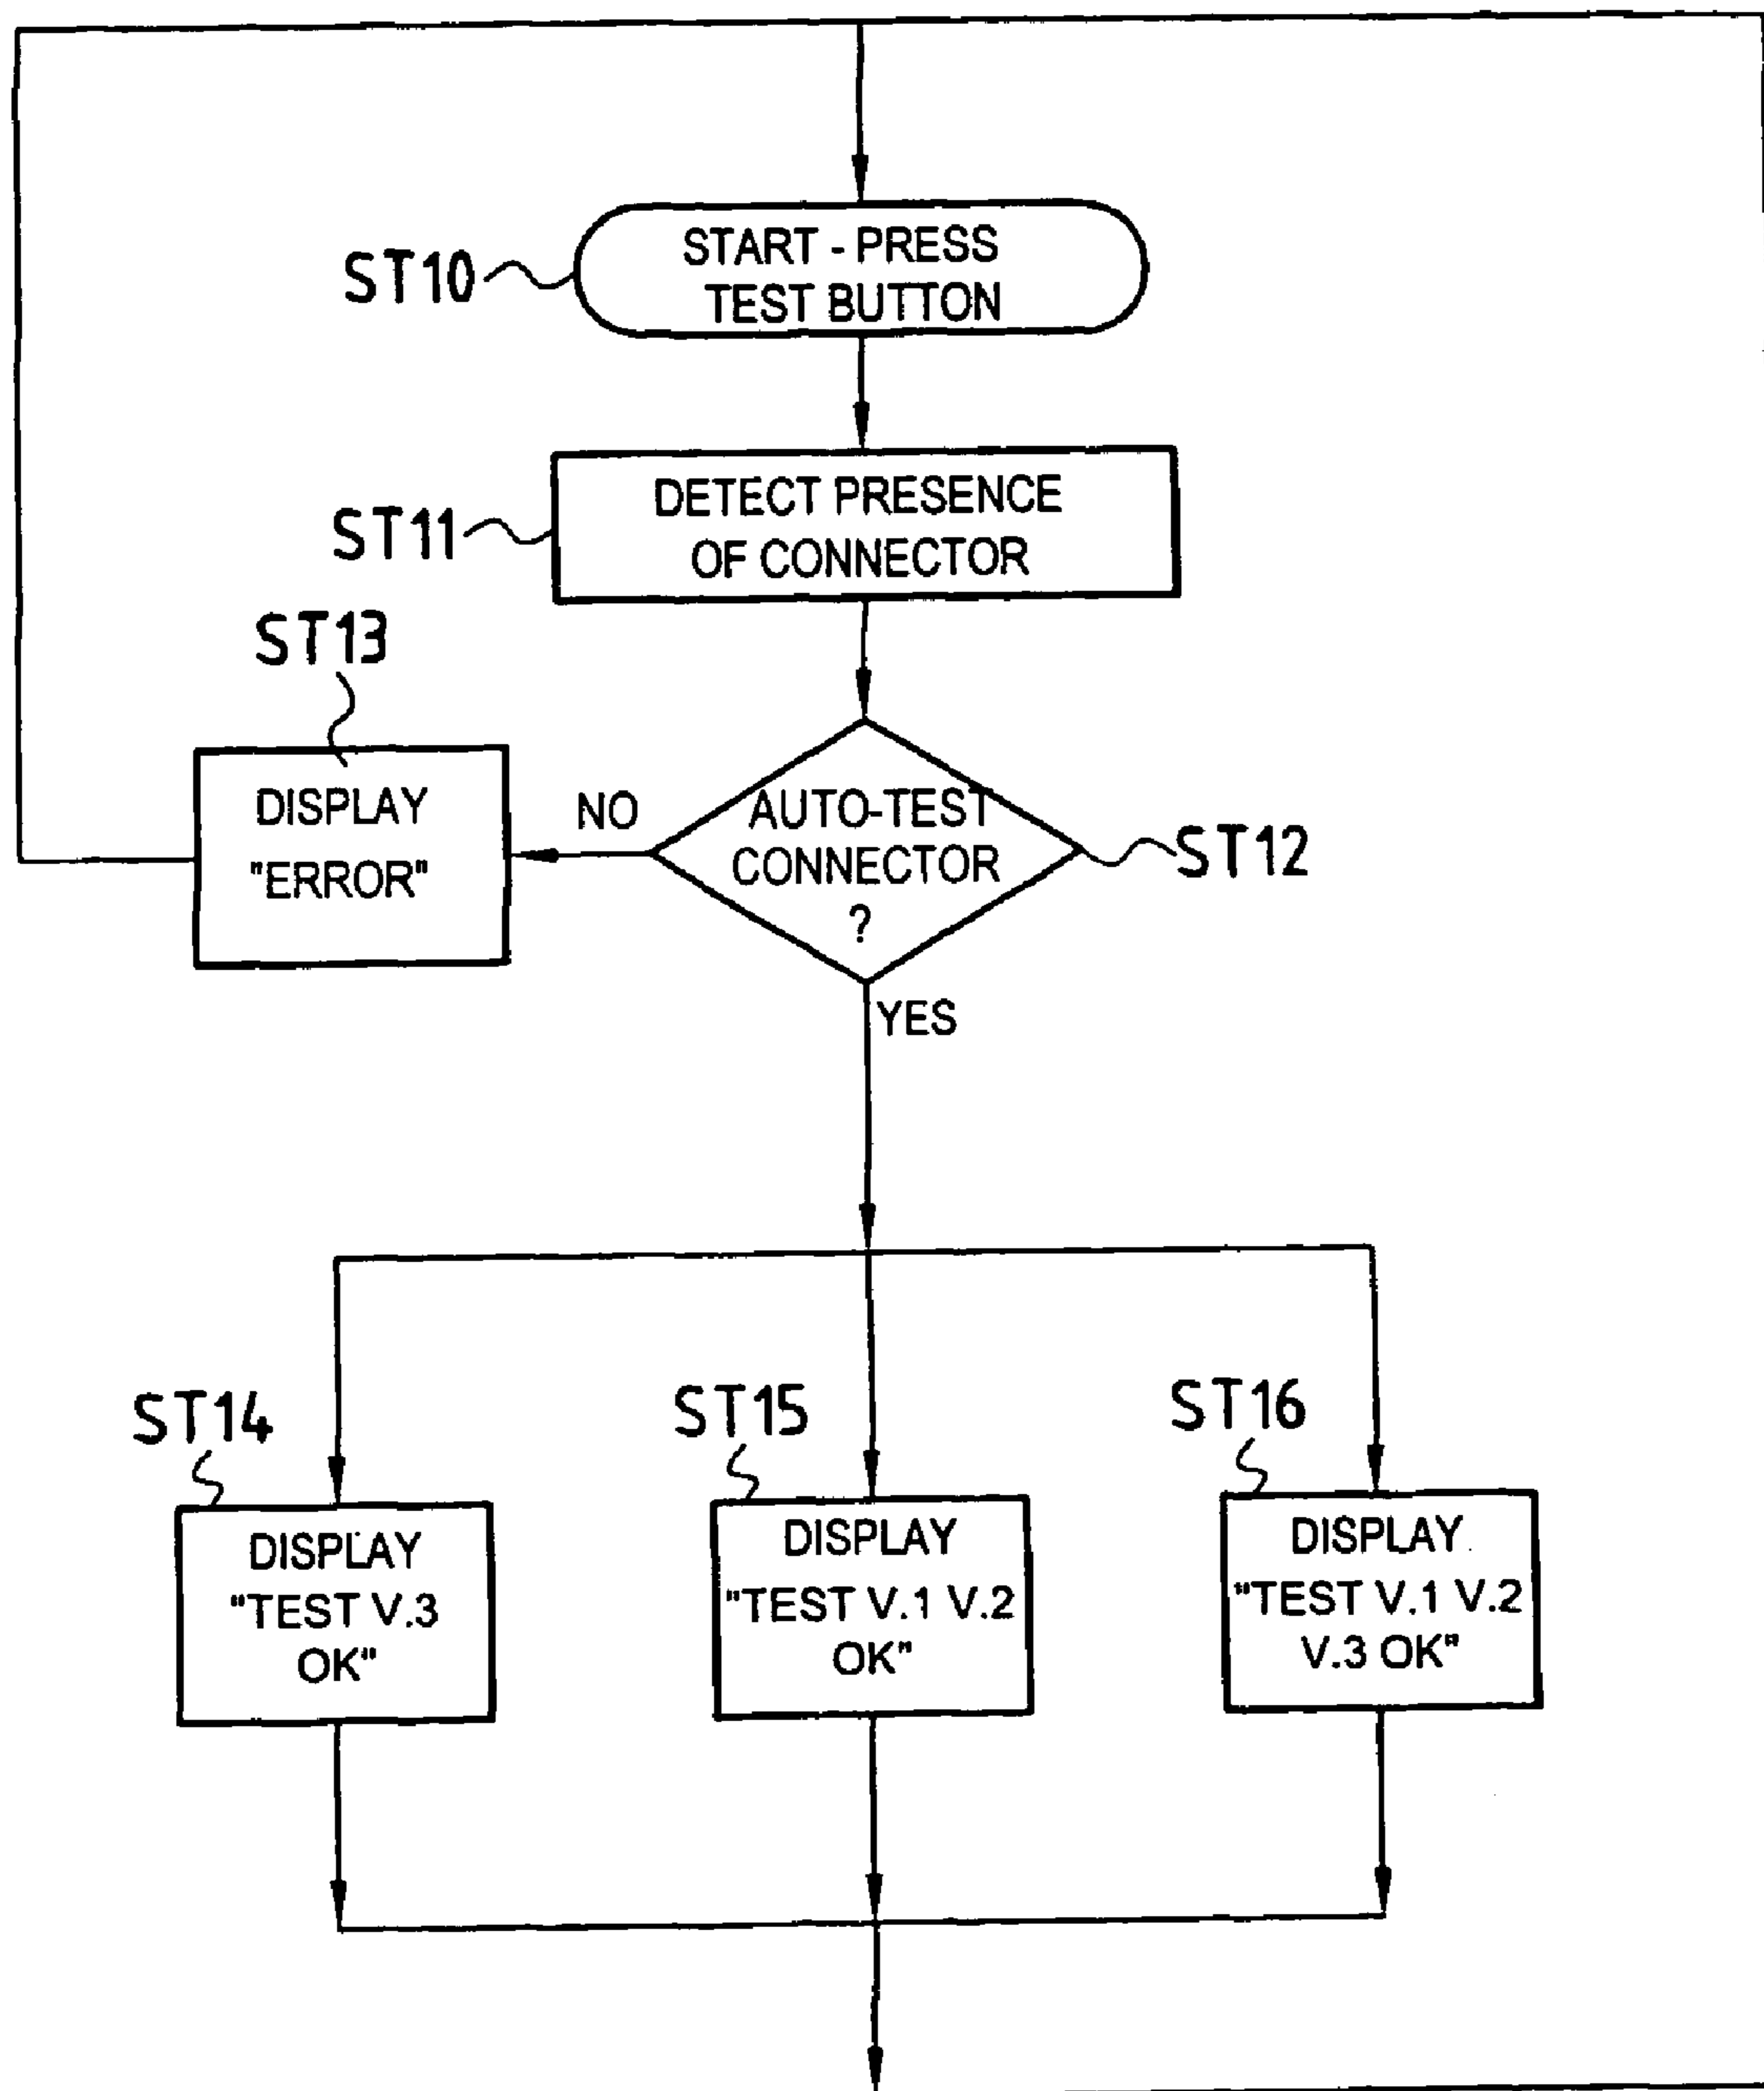 ST10
START - PRESS
TEST BUTTON
ST11
DETECT PRESENCE
OF CONNECTOR
ST13
DISPLAY
"ERROR"
NO
AUTO-TEST
CONNECTOR
?
ST12
YES
ST14
DISPLAY
"TEST V.3
OK"
ST15
DISPLAY
"TEST V.1 V.2
OK"
ST16
DISPLAY
"TEST V.1 V.2
V.3 OK"